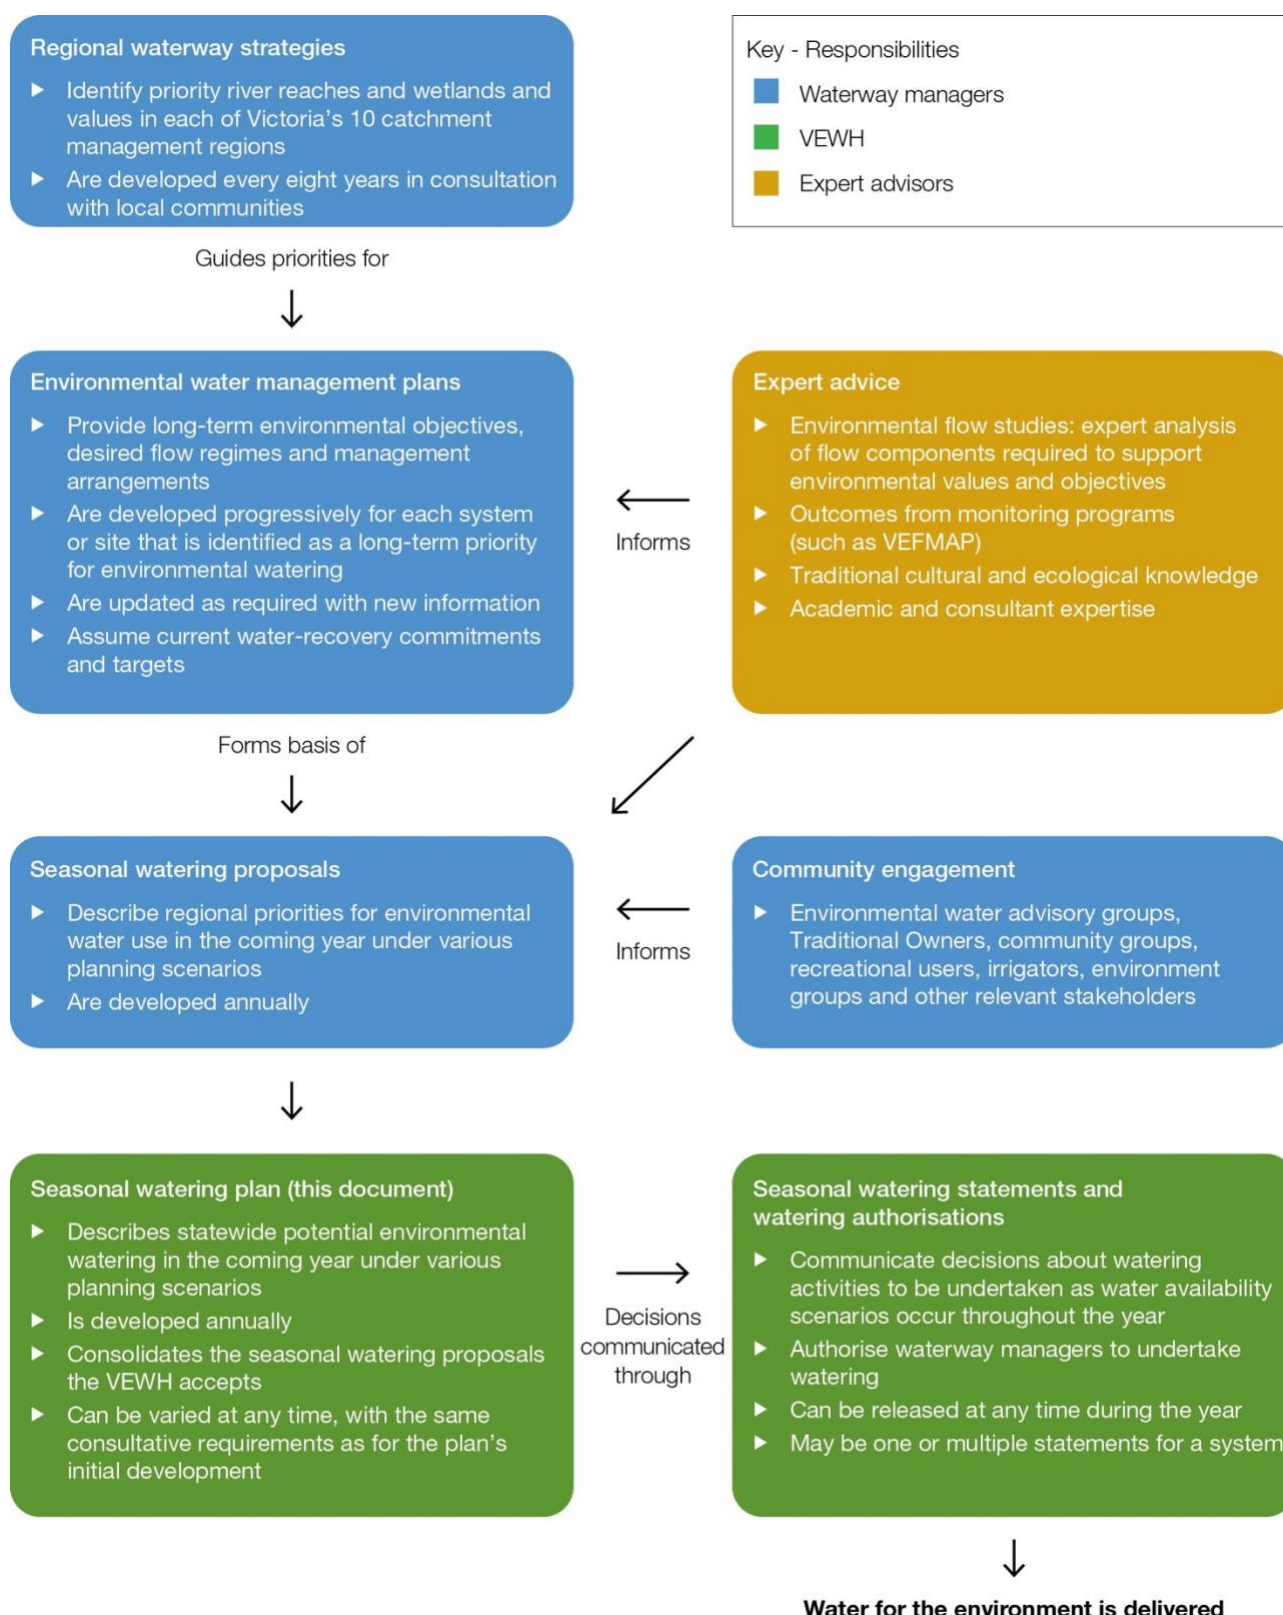 Regional waterway strategies
Identify priority river reaches and wetlands and
values in each of Victoria's 10 catchment
management regions
Are developed every eight years in consultation
with local communities
Key - Responsibilities
Waterway managers
VEWH
Expert advisors
Guides priorities for
Environmental water management plans
Provide long-term environmental objectives,
desired flow regimes and management
arrangements
Are developed progressively for each system
or site that is identified as a long-term priority
for environmental watering
Are updated as required with new information
Assume current water-recovery commitments
and targets
Informs
Expert advice
Environmental flow studies: expert analysis
of flow components required to support
environmental values and objectives
Outcomes from monitoring programs
(such as VEFMAP)
Traditional cultural and ecological knowledge
Academic and consultant expertise
Forms basis of
Seasonal watering proposals
Describe regional priorities for environmental
water use in the coming year under various
planning scenarios
Are developed annually
Informs
Community engagement
Environmental water advisory groups,
Traditional Owners, community groups,
recreational users, irrigators, environment
groups and other relevant stakeholders
Seasonal watering plan (this document)
Describes statewide potential environmental
watering in the coming year under various
planning scenarios
Is developed annually
Consolidates the seasonal watering proposals
the VEWH accepts
Can be varied at any time, with the same
consultative requirements as for the plan's
initial development
Decisions
communicated
through
Seasonal watering statements and
watering authorisations
Communicate decisions about watering
activities to be undertaken as water availability
scenarios occur throughout the year
Authorise waterway managers to undertake
watering
Can be released at any time during the year
May be one or multiple statements for a system
Water for the environment is delivered